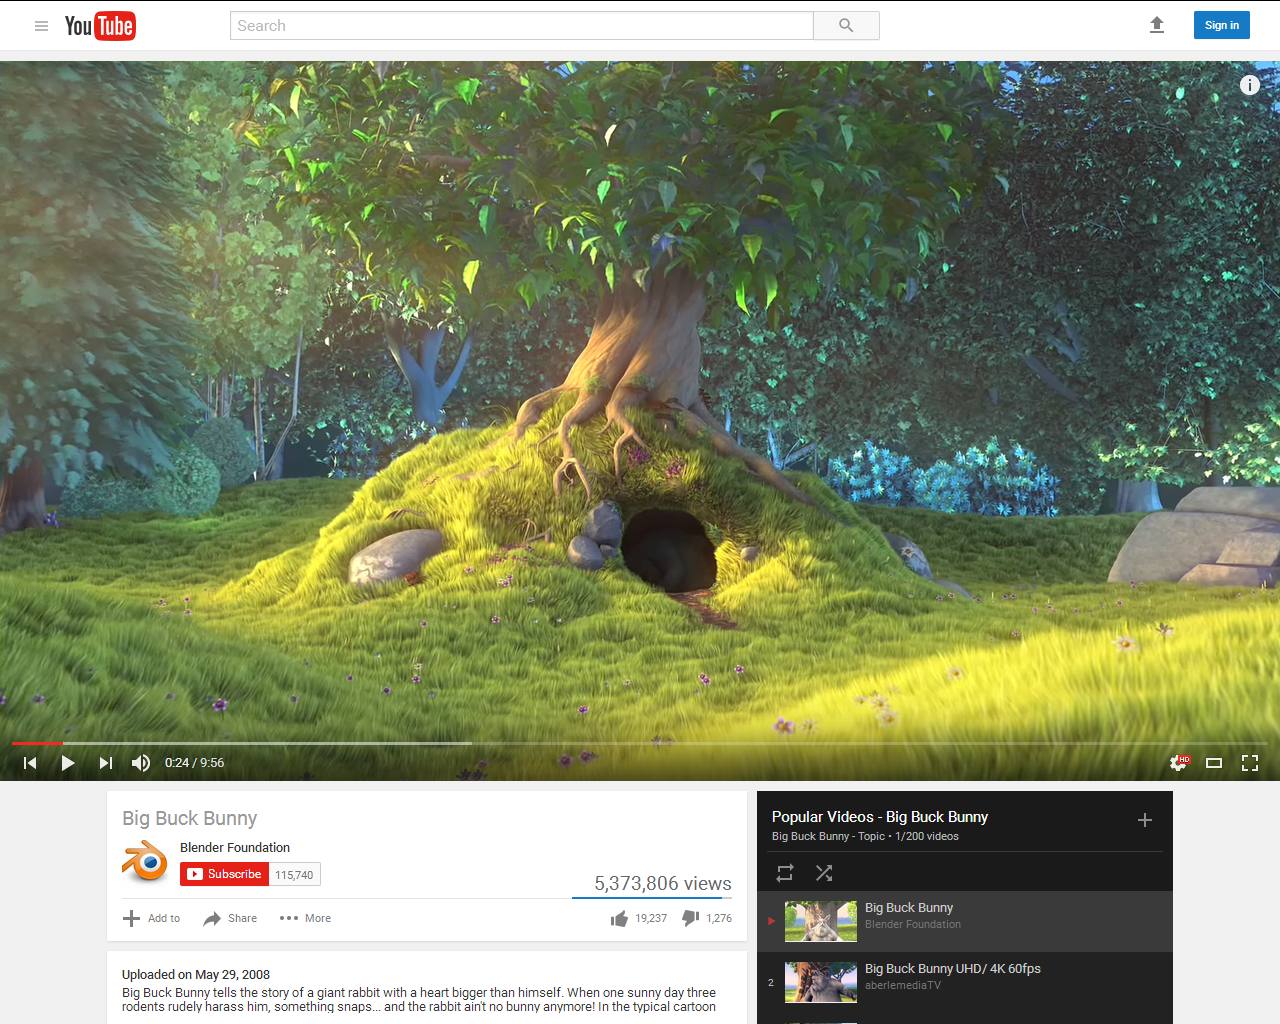 YouTube
Search
Sign in
0:24 / 9:56
HD
Big Buck Bunny
Blender Foundation
Subscribe 115,740
5,373,806 views
Add to Share More 19,237 1,276
Uploaded on May 29, 2008
Big Buck Bunny tells the story of a giant rabbit with a heart bigger than himself. When one sunny day three
rodents rudely harass him, something snaps... and the rabbit ain't no bunny anymore! In the typical cartoon
Popular Videos - Big Buck Bunny
Big Buck Bunny - Topic • 1/200 videos
Big Buck Bunny
Blender Foundation
2
Big Buck Bunny UHD/ 4K 60fps
aberlemediaTV